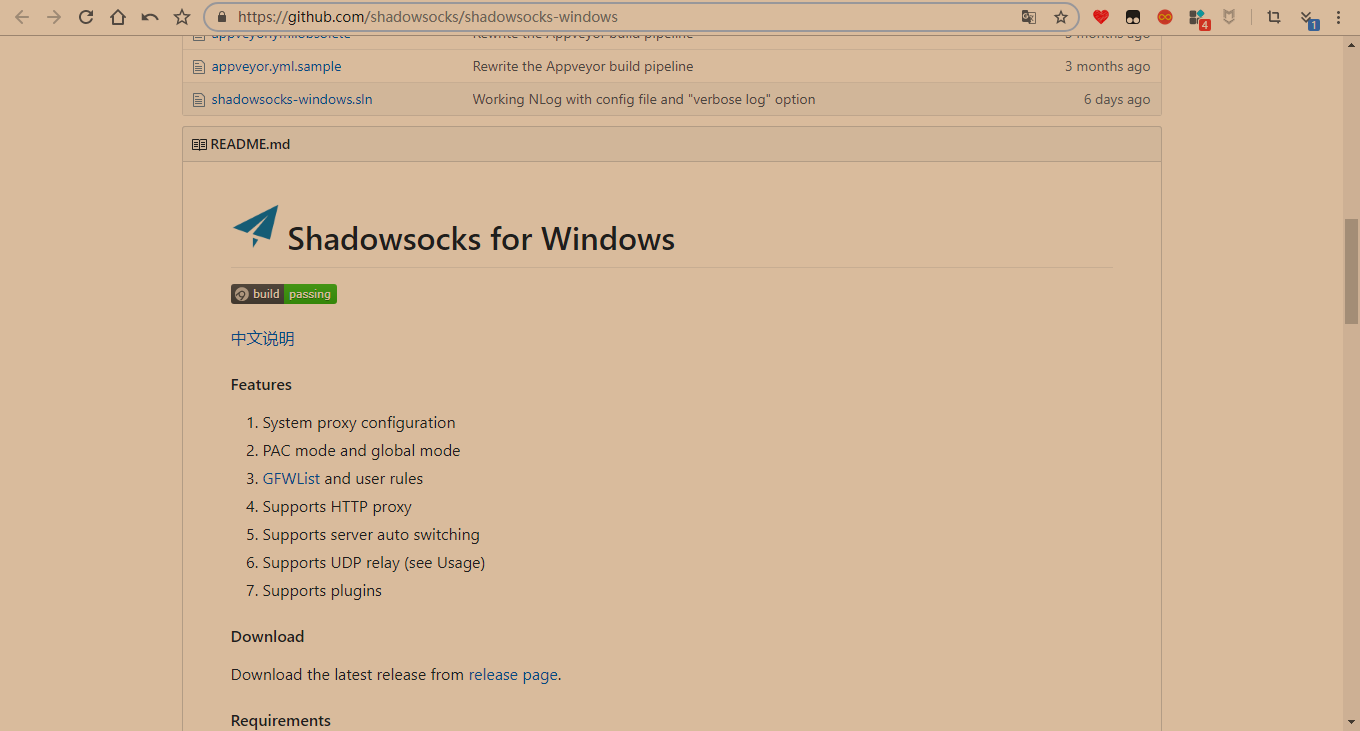 https://github.com/shadowsocks/shadowsocks-windows
4
1
appveyor.yml.obsolete Rewrite the Appveyor build pipeline 3 months ago
appveyor.yml.sample Rewrite the Appveyor build pipeline 3 months ago
shadowsocks-windows.sln Working NLog with config file and "verbose log" option 6 days ago
README.md
Shadowsocks for Windows
build passing
中文说明
Features
1. System proxy configuration
2. PAC mode and global mode
3. GFWList and user rules
4. Supports HTTP proxy
5. Supports server auto switching
6. Supports UDP relay (see Usage)
7. Supports plugins
Download
Download the latest release from release page.
Requirements